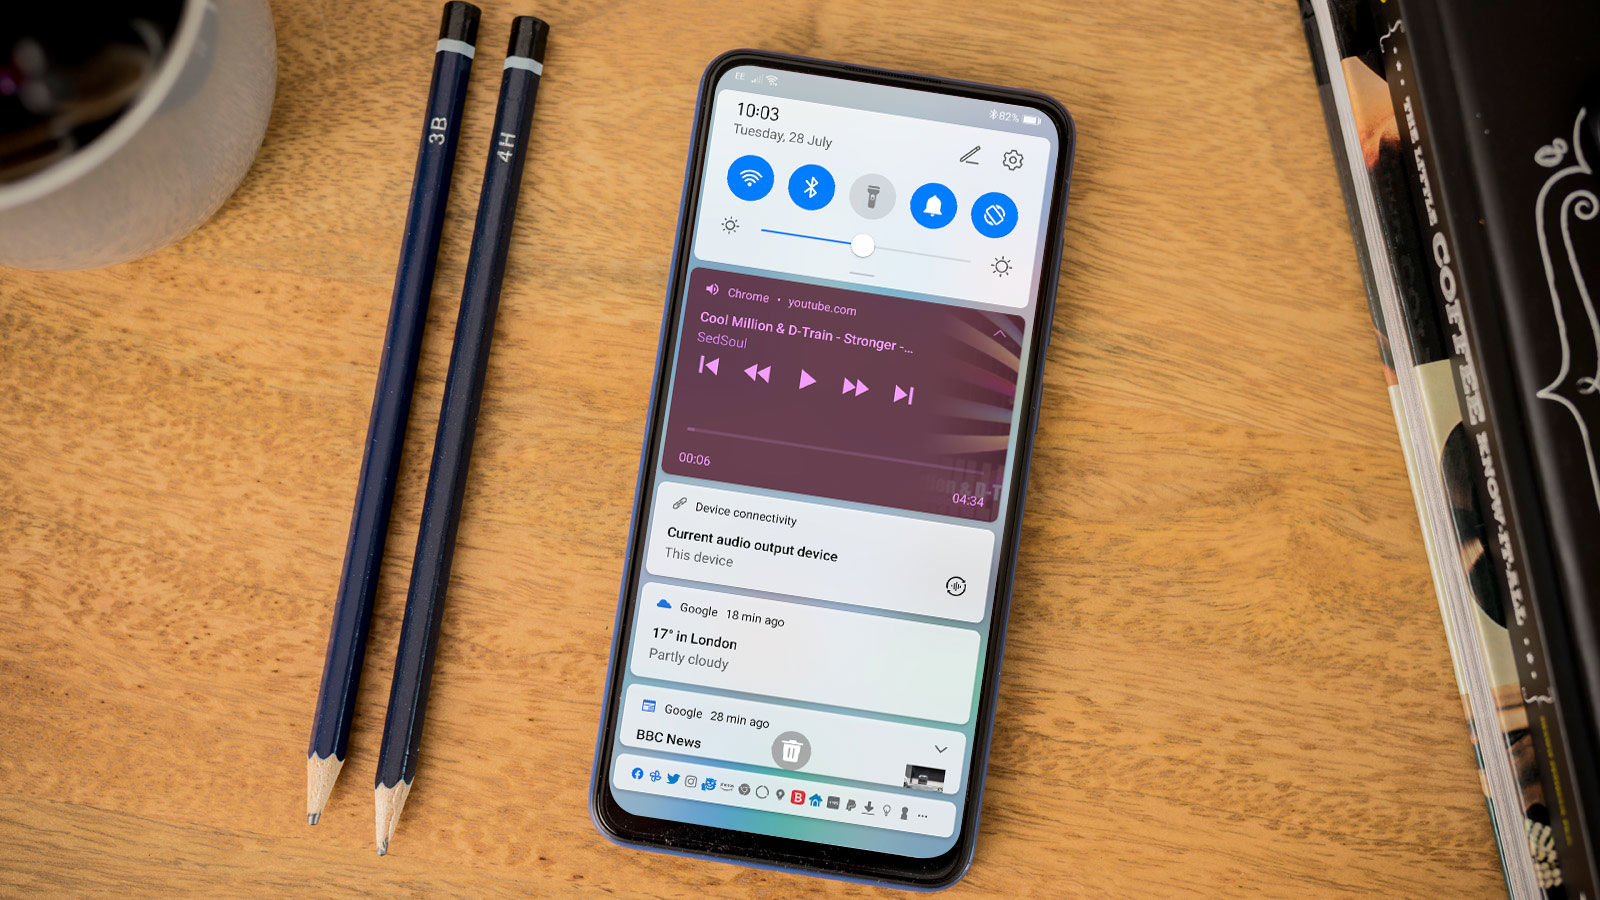 3B
4H
EE
82%
10:03
Tuesday, 28 July
Chrome • youtube.com
Cool Million & D-Train - Stronger -...
SedSoul
00:06
04:34
Device connectivity
Current audio output device
This device
Google 18 min ago
17° in London
Partly cloudy
Google 28 min ago
BBC News
B
THE LITTLE COFFEE KNOW-IT-ALL